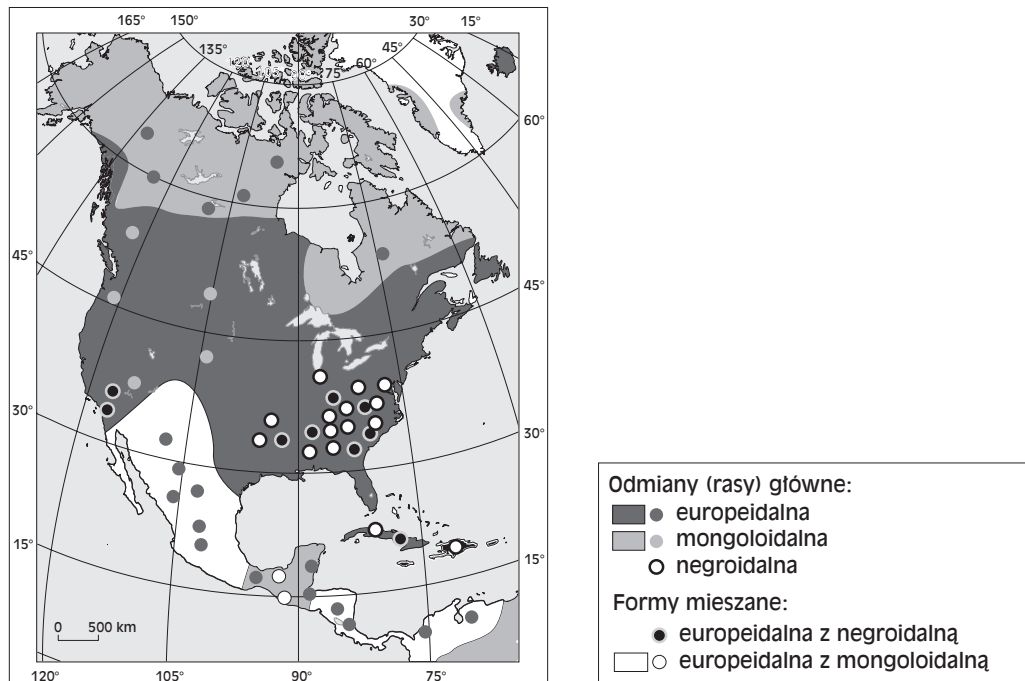 165° 150° 30° 15°
135° 45°
75° 60°
60°
45° 45°
30° 30°
15° 15°
0 500 km
120° 105° 90° 75°
Odmiany (rasy) główne:
europeidalna
mongoloidalna
negroidalna
Formy mieszane:
europeidalna z negroidalną
europeidalna z mongoloidalną